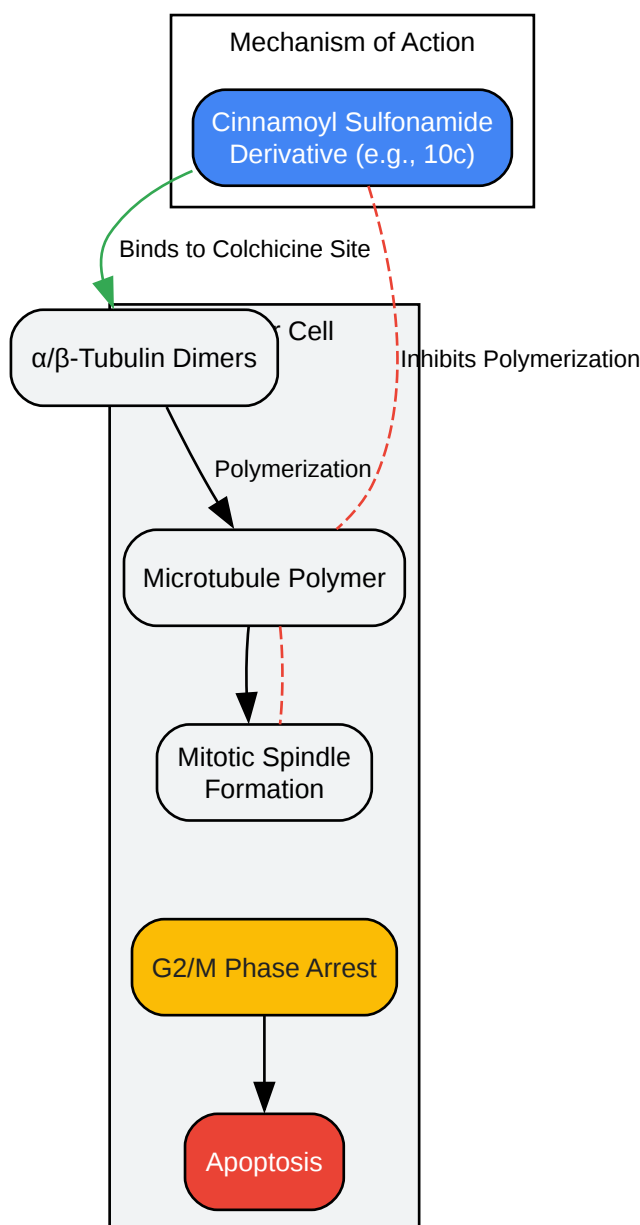 Mechanism of Action
Cinnamoyl Sulfonamide
Derivative (e.g., 10c)
Binds to Colchicine Site
Cell
α/β-Tubulin Dimers
Inhibits Polymerization
Polymerization
Microtubule Polymer
Mitotic Spindle
Formation
G2/M Phase Arrest
Apoptosis